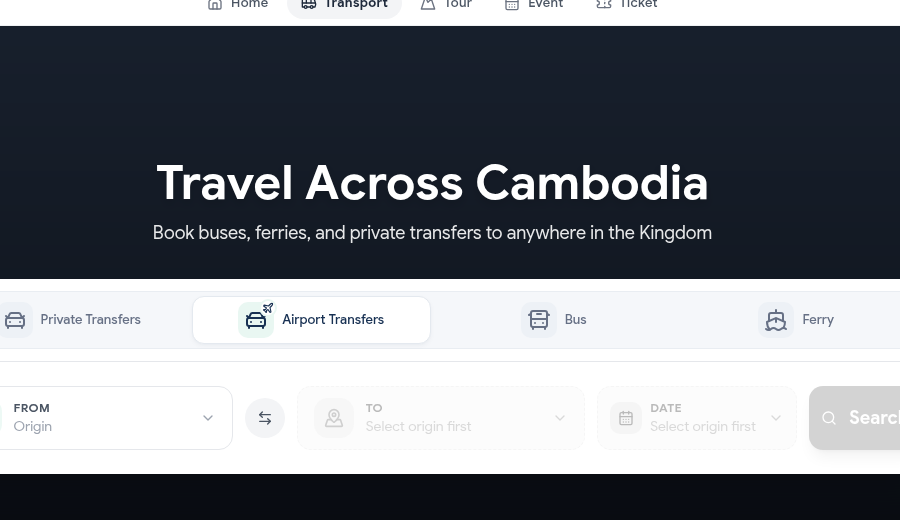 Home Transport Tour Event Ticket
Travel Across Cambodia
Book buses, ferries, and private transfers to anywhere in the Kingdom
Private Transfers Airport Transfers Bus Ferry
FROM TO DATE
Origin Select origin first Select origin first Search